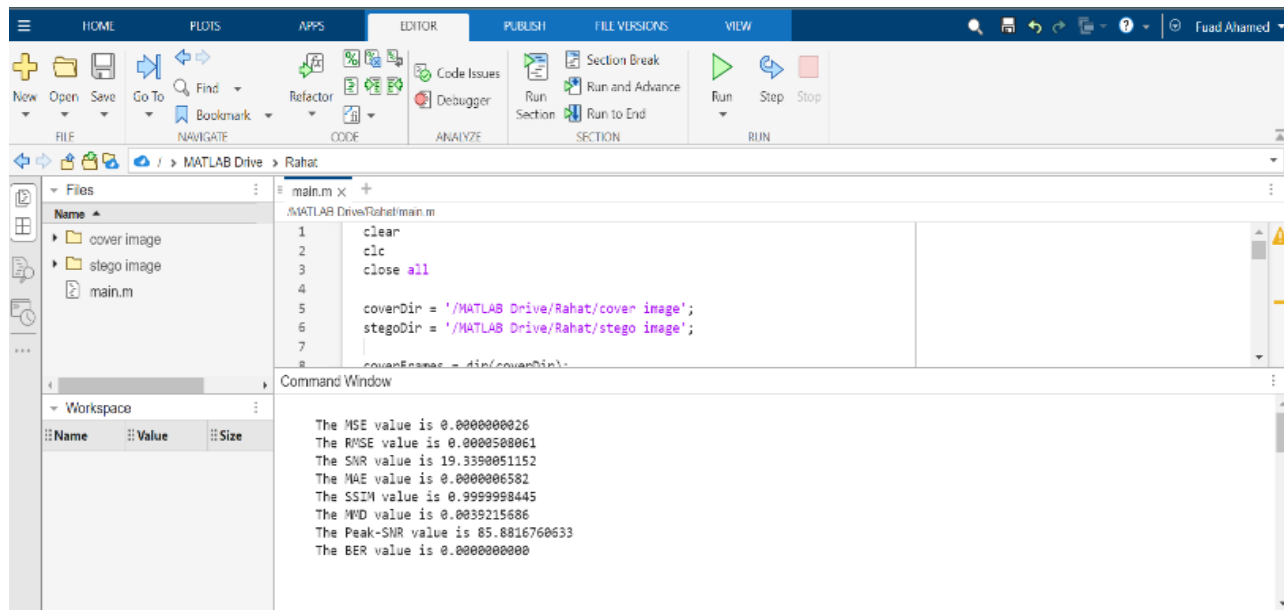 HOME PLOTS APPS EDITOR PUBLISH FILE VERSIONS VIEW Fuad Ahamed
New Open Save Go To Find Bookmark Refactor Code Issues Debugger Run Section Section Break Run and Advance Run to End Run Step Stop
FILE NAVIGATE CODE ANALYZE SECTION RUN
/ > MATLAB Drive > Rahat
Files
Name
cover image
stego image
main.m
main.m
/MATLAB Drive/Rahat/main.m
1 clear
2 clc
3 close all
4
5 coverDir = '/MATLAB Drive/Rahat/cover image';
6 stegoDir = '/MATLAB Drive/Rahat/stego image';
7
8 coverFnames = dir(coverDir);
Workspace
Name Value Size
Command Window
The MSE value is 0.0000000026
The RMSE value is 0.0000508061
The SNR value is 19.3390051152
The MAE value is 0.0000006582
The SSIM value is 0.9999998445
The MMD value is 0.0039215686
The Peak-SNR value is 85.8816760633
The BER value is 0.0000000000